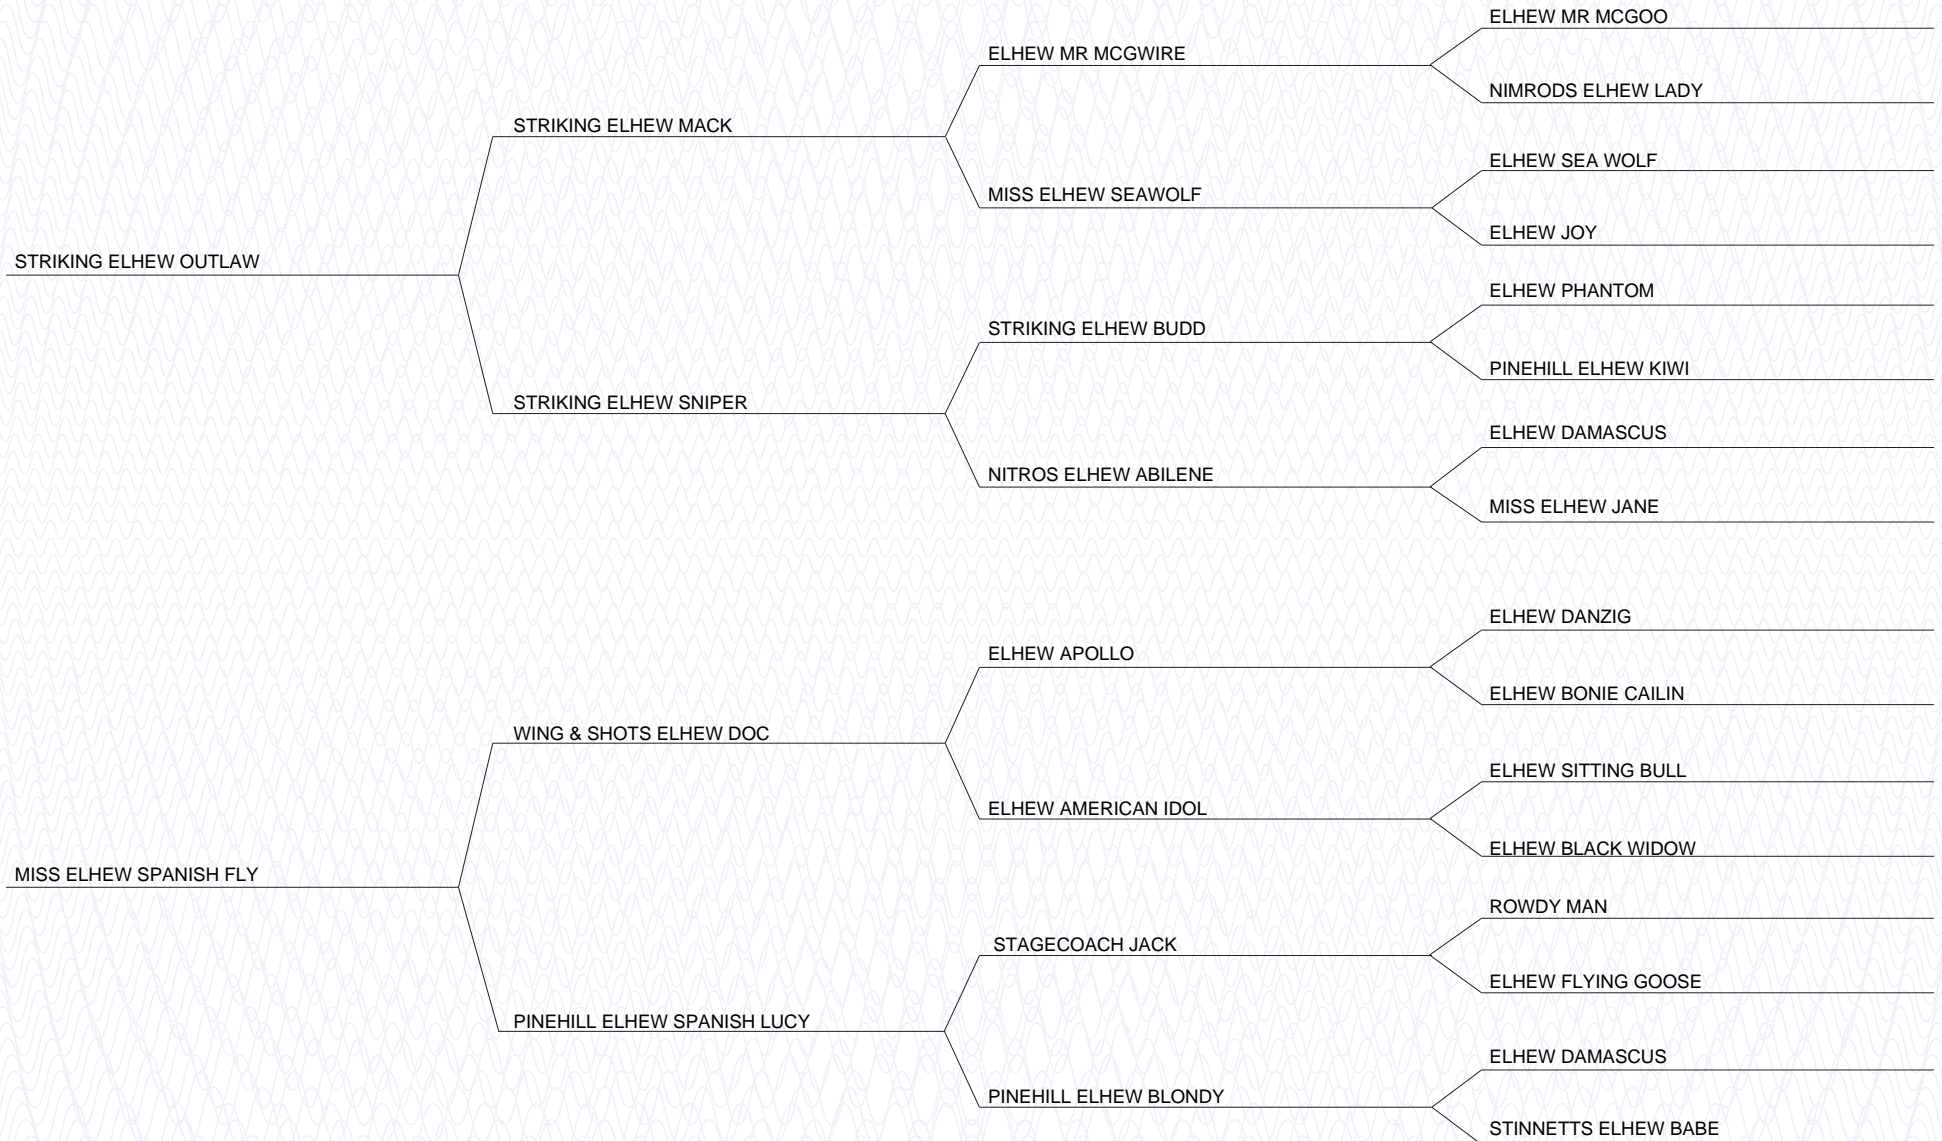 ELHEW MR MCGOO
ELHEW MR MCGWIRE
NIMRODS ELHEW LADY
STRIKING ELHEW MACK
ELHEW SEA WOLF
MISS ELHEW SEAWOLF
ELHEW JOY
STRIKING ELHEW OUTLAW
ELHEW PHANTOM
STRIKING ELHEW BUDD
PINEHILL ELHEW KIWI
STRIKING ELHEW SNIPER
ELHEW DAMASCUS
NITROS ELHEW ABILENE
MISS ELHEW JANE
ELHEW DANZIG
ELHEW APOLLO
ELHEW BONIE CAILIN
WING & SHOTS ELHEW DOC
ELHEW SITTING BULL
ELHEW AMERICAN IDOL
ELHEW BLACK WIDOW
MISS ELHEW SPANISH FLY
ROWDY MAN
STAGECOACH JACK
ELHEW FLYING GOOSE
PINEHILL ELHEW SPANISH LUCY
ELHEW DAMASCUS
PINEHILL ELHEW BLONDY
STINNETTS ELHEW BABE